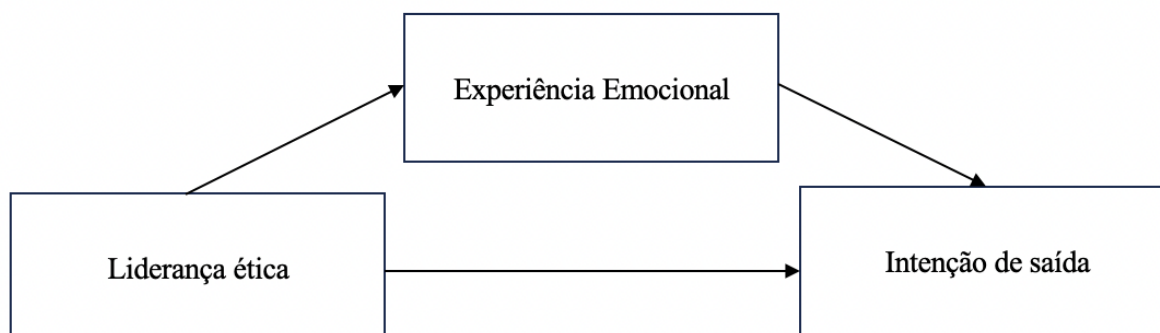 Experiência Emocional
Liderança ética
Intenção de saída